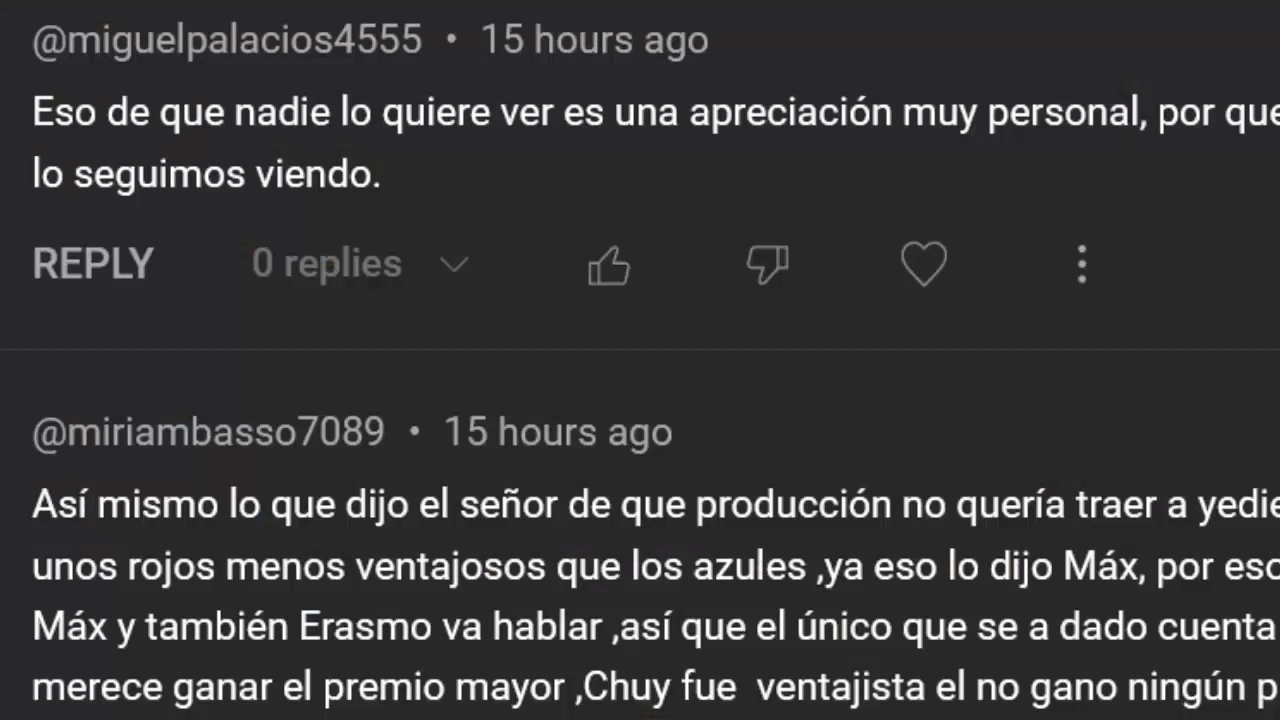 @miguelpalacios4555 • 15 hours ago
Eso de que nadie lo quiere ver es una apreciación muy personal, por que
lo seguimos viendo.
REPLY 0 replies
@miriambasso7089 • 15 hours ago
Así mismo lo que dijo el señor de que producción no quería traer a
unos rojos menos ventajosos que los azules ,ya eso lo dijo Máx, por eso
Máx y también Erasmo va hablar ,así que el único que se a dado cuenta
merece ganar el premio mayor ,Chuy fue ventajista el no gano ningún